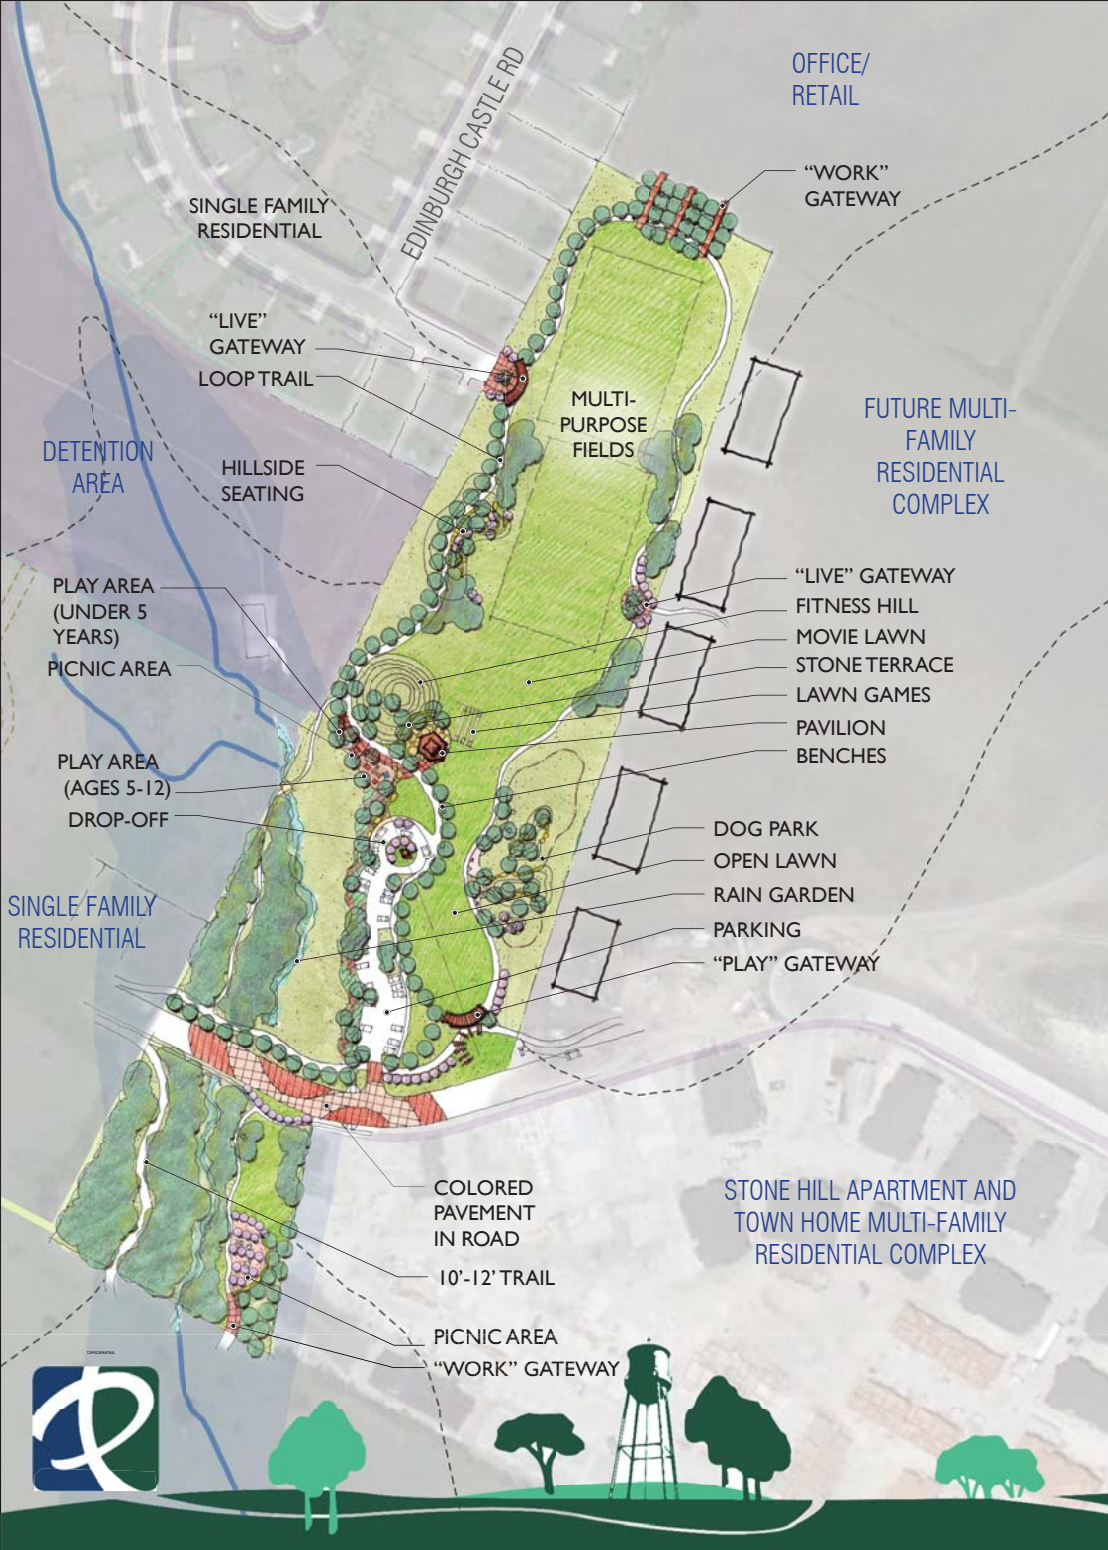 OFFICE/
RETAIL
EDINBURGH CASTLE RD
“WORK”
GATEWAY
SINGLE FAMILY
RESIDENTIAL
“LIVE”
GATEWAY
LOOP TRAIL
MULTI-
PURPOSE
FIELDS
FUTURE MULTI-
FAMILY
RESIDENTIAL
COMPLEX
DETENTION
AREA
HILLSIDE
SEATING
PLAY AREA
(UNDER 5
YEARS)
PICNIC AREA
“LIVE” GATEWAY
FITNESS HILL
MOVIE LAWN
STONE TERRACE
LAWN GAMES
PAVILION
BENCHES
PLAY AREA
(AGES 5-12)
DROP-OFF
DOG PARK
OPEN LAWN
RAIN GARDEN
PARKING
“PLAY” GATEWAY
SINGLE FAMILY
RESIDENTIAL
COLORED
PAVEMENT
IN ROAD
10’-12’ TRAIL
PICNIC AREA
“WORK” GATEWAY
STONE HILL APARTMENT AND
TOWN HOME MULTI-FAMILY
RESIDENTIAL COMPLEX